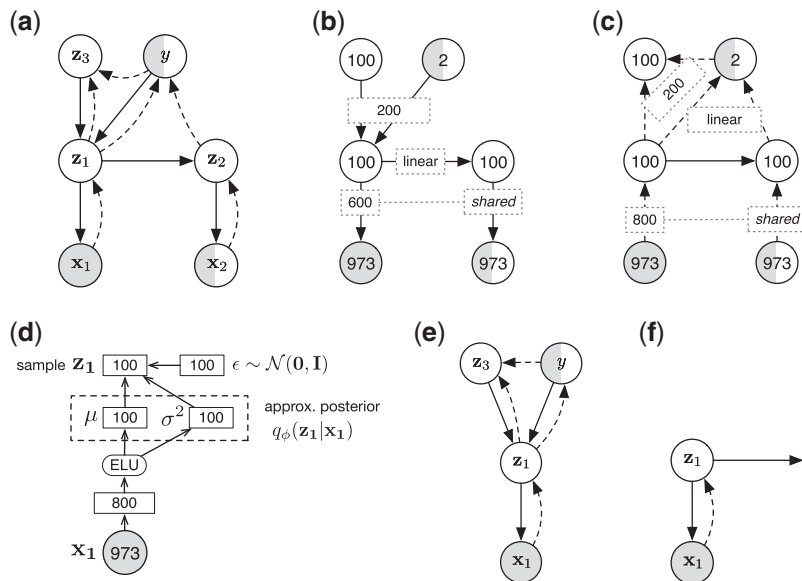 (a)
z₃
y
z₁
z₂
x₁
x₂
(b)
100
2
200
100
linear
100
600
shared
973
973
(c)
100
2
200
linear
100
100
800
shared
973
973
(d)
sample z₁ 100
100 ϵ ∼ N(0, I)
μ 100
σ² 100
approx. posterior
qϕ(z₁|x₁)
ELU
800
x₁ 973
(e)
z₃
y
z₁
x₁
(f)
z₁
x₁